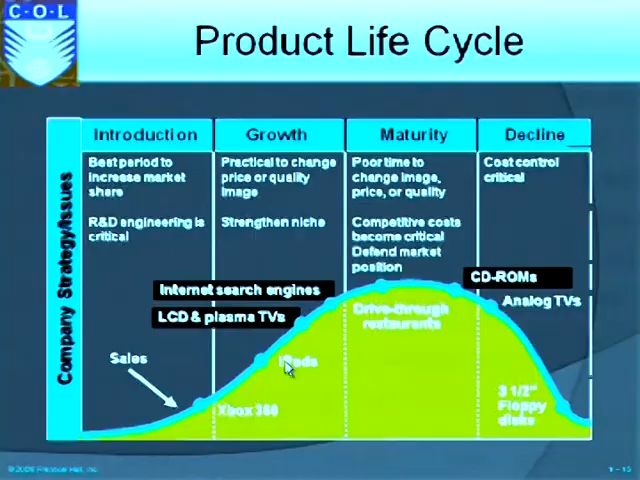 C·O·L
Product Life Cycle
Introduction
Growth
Maturity
Decline
Company Strategy/Issues
Best period to
increase market
share
R&D engineering is
critical
Practical to change
price or quality
image
Strengthen niche
Poor time to
change image,
price, or quality
Competitive costs
become critical
Defend market
position
Cost control
critical
Internet search engines
LCD & plasma TVs
CD-ROMs
Analog TVs
Drive-through
restaurants
Sales
Xbox 360
3 1/2"
Floppy
disks
© 2008 Prentice Hall, Inc.
1 – 15